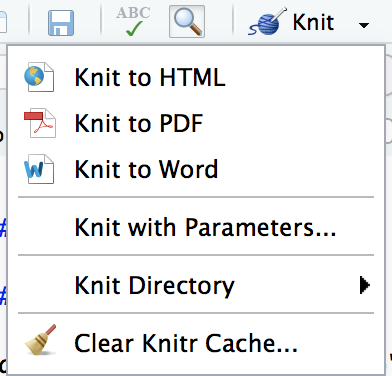 ABC
Knit
Knit to HTML
Knit to PDF
Knit to Word
Knit with Parameters...
Knit Directory
Clear Knitr Cache...
#
#